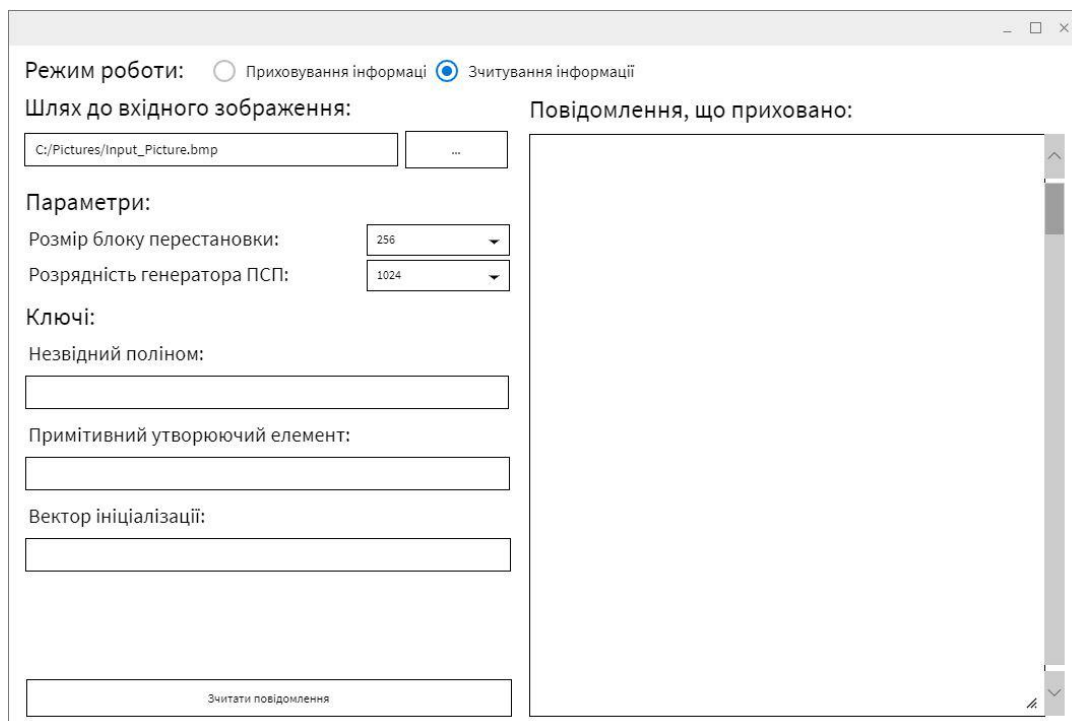 Режим роботи: Приховування інформаці Зчитування інформації
Шлях до вхідного зображення:
C:/Pictures/Input_Picture.bmp ...
Параметри:
Розмір блоку перестановки: 256
Розрядність генератора ПСП: 1024
Ключі:
Незвідний поліном:
Примітивний утворюючий елемент:
Вектор ініціалізації:
Зчитати повідомлення
Повідомлення, що приховано: